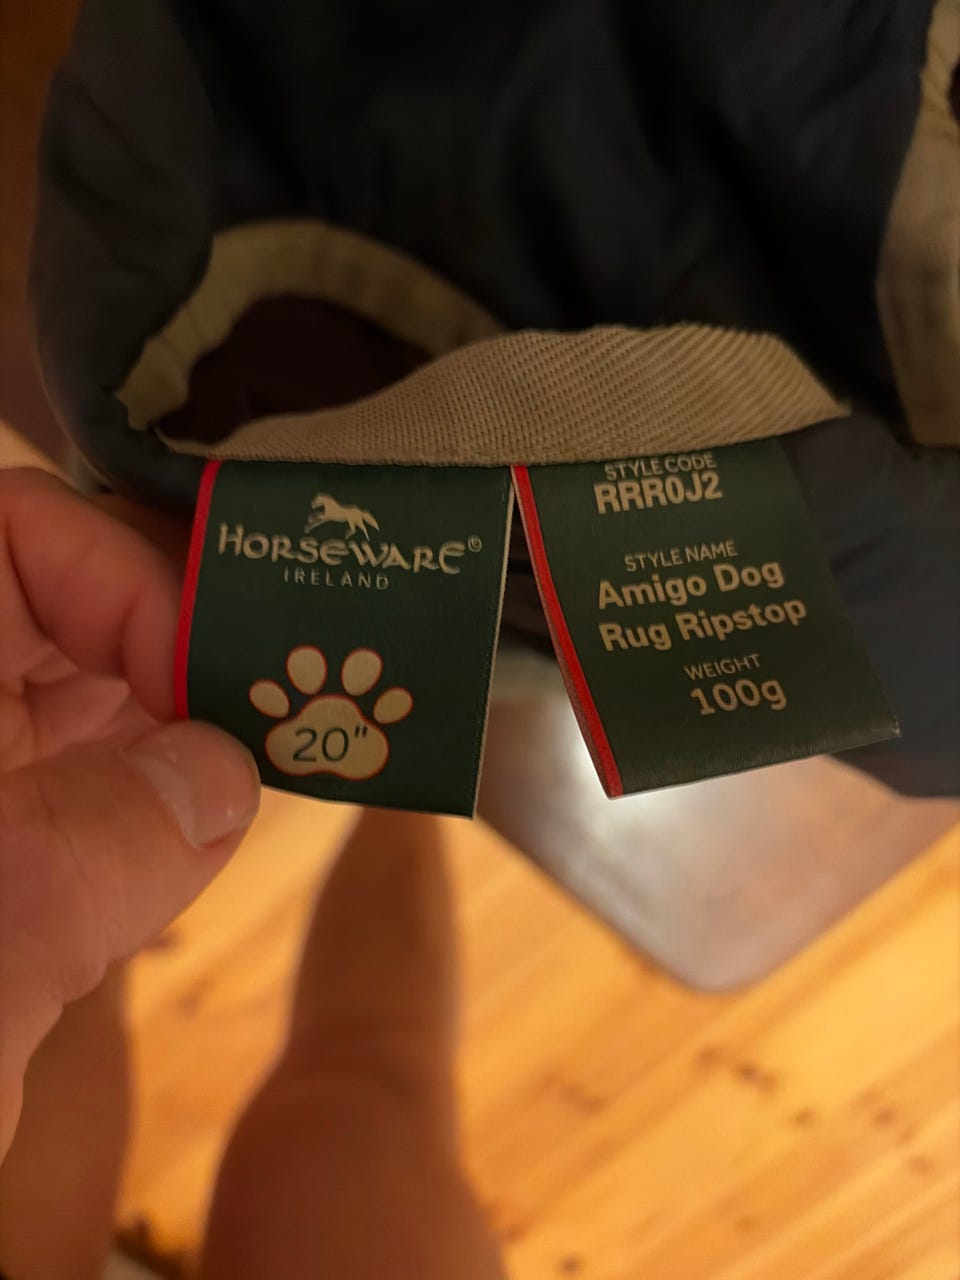 HORSEWARE®
IRELAND
20"
STYLE CODE
RRR0J2
STYLE NAME
Amigo Dog
Rug Ripstop
WEIGHT
100g